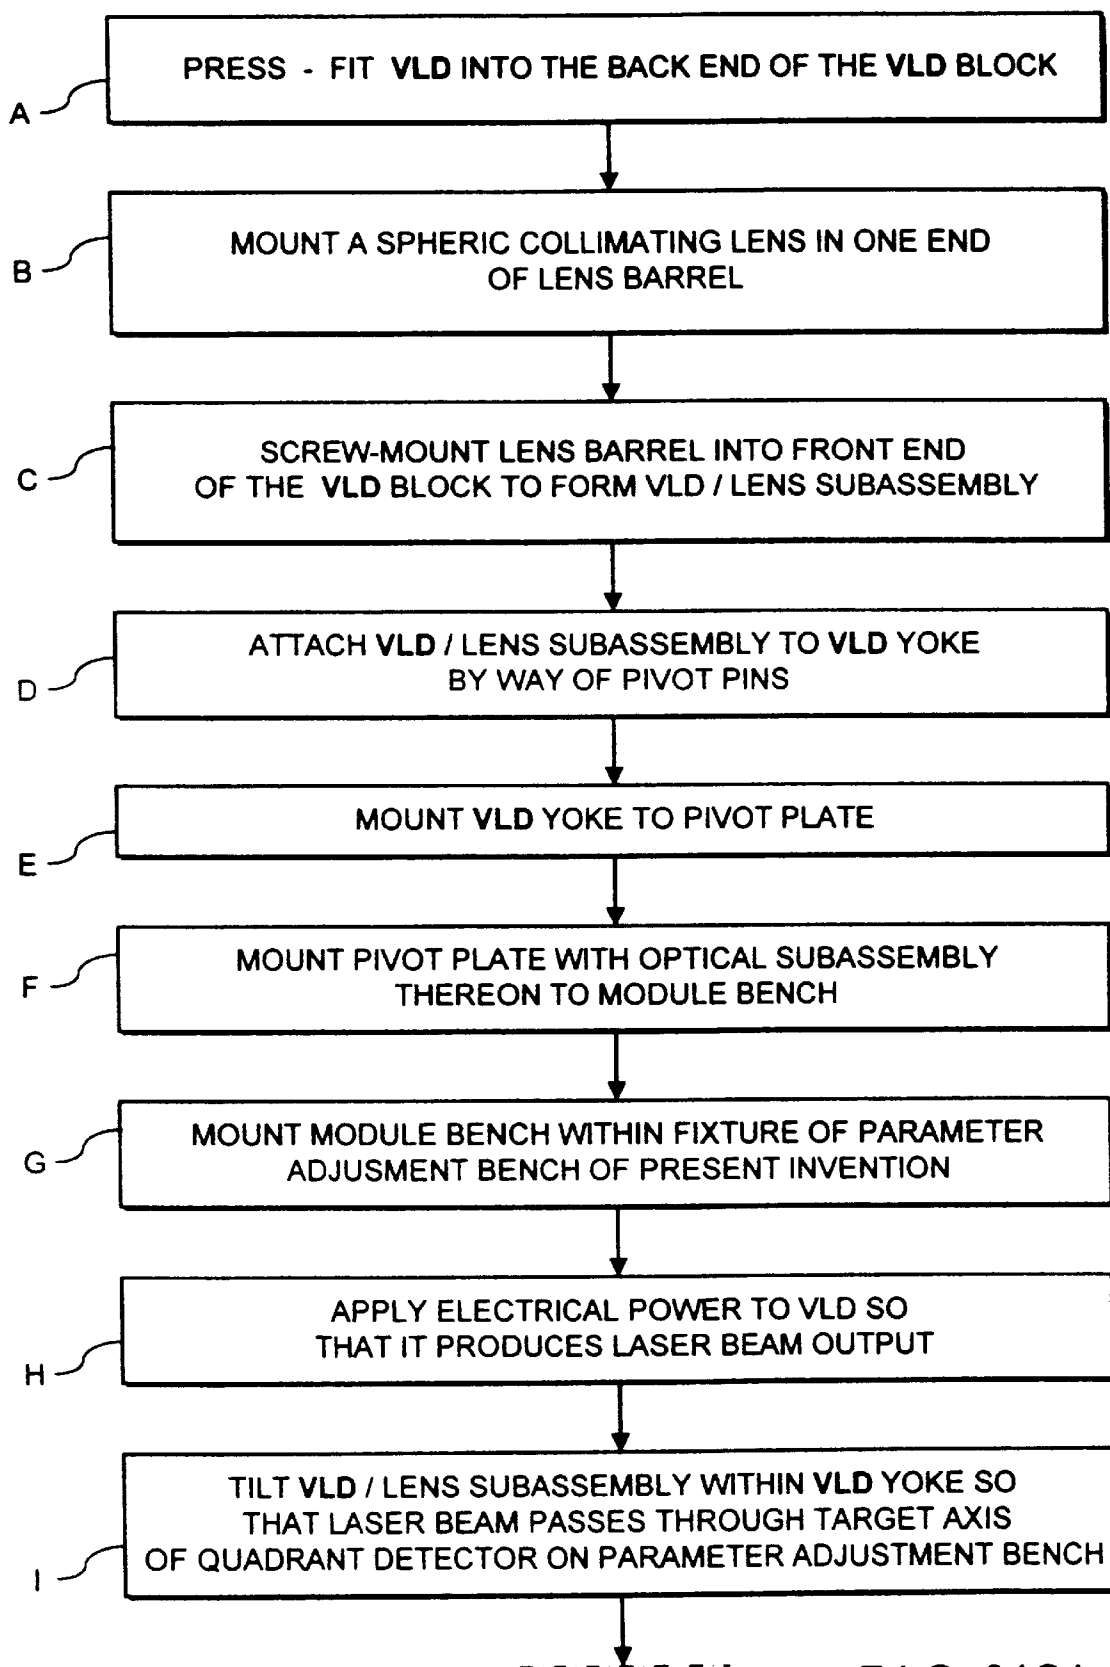 PRESS - FIT VLD INTO THE BACK END OF THE VLD BLOCK
A
MOUNT A SPHERIC COLLIMATING LENS IN ONE END
OF LENS BARREL
B
SCREW-MOUNT LENS BARREL INTO FRONT END
OF THE VLD BLOCK TO FORM VLD / LENS SUBASSEMBLY
C
ATTACH VLD / LENS SUBASSEMBLY TO VLD YOKE
BY WAY OF PIVOT PINS
D
MOUNT VLD YOKE TO PIVOT PLATE
E
MOUNT PIVOT PLATE WITH OPTICAL SUBASSEMBLY
THEREON TO MODULE BENCH
F
MOUNT MODULE BENCH WITHIN FIXTURE OF PARAMETER
ADJUSMENT BENCH OF PRESENT INVENTION
G
APPLY ELECTRICAL POWER TO VLD SO
THAT IT PRODUCES LASER BEAM OUTPUT
H
TILT VLD / LENS SUBASSEMBLY WITHIN VLD YOKE SO
THAT LASER BEAM PASSES THROUGH TARGET AXIS
OF QUADRANT DETECTOR ON PARAMETER ADJUSTMENT BENCH
I